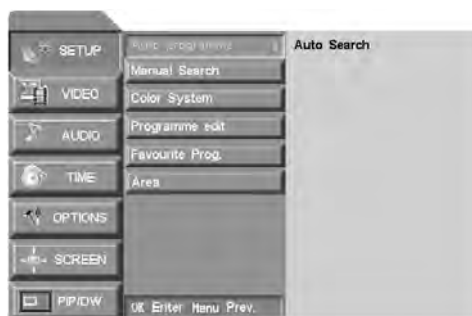 SETUP
VIDEO
AUDIO
TIME
OPTIONS
SCREEN
PIP/DW
Auto programme
Manual Search
Color System
Programme edit
Favourite Prog.
Area
OK Enter Menu Prev.
Auto Search